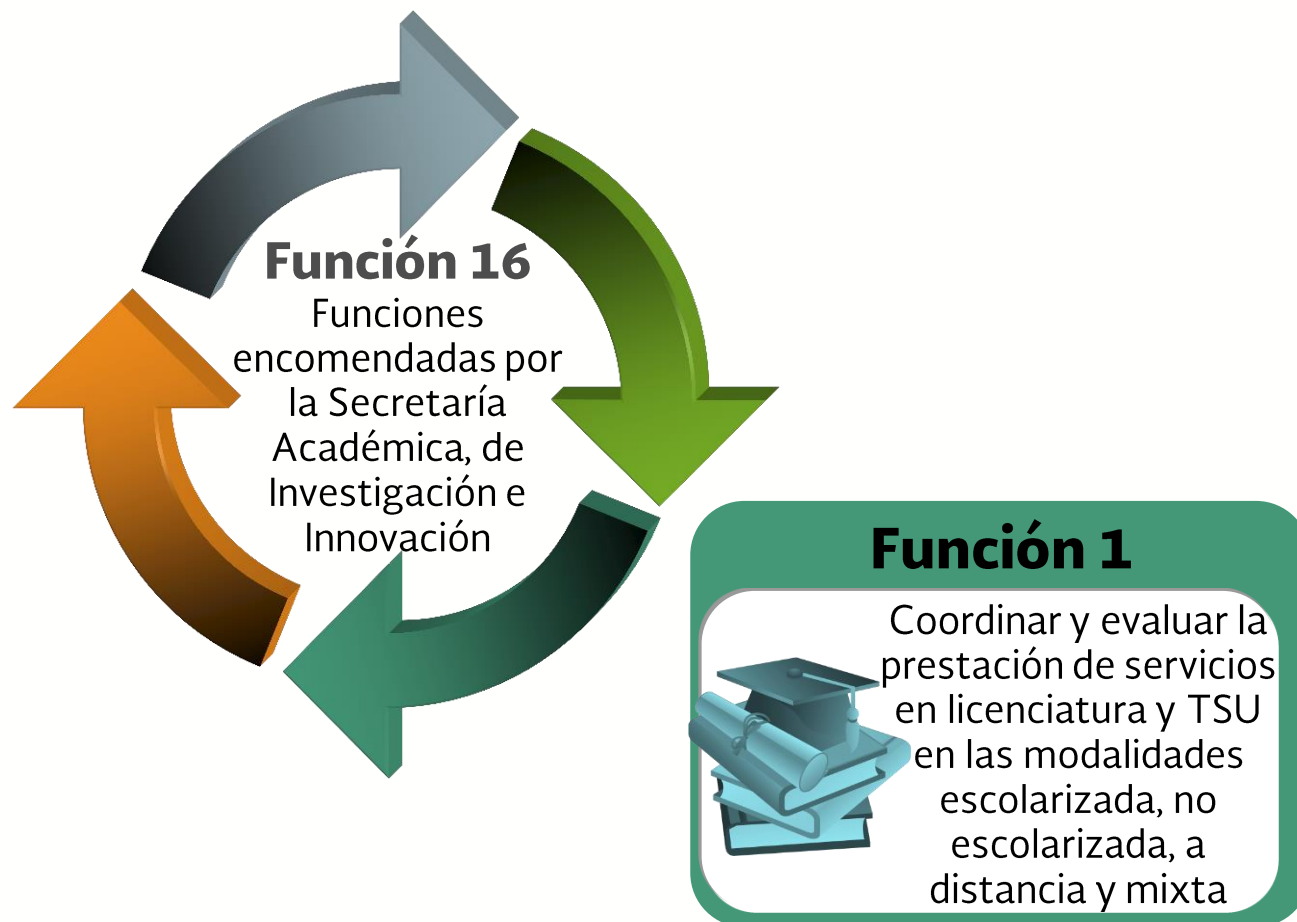 Función 16
Funciones
encomendadas por
la Secretaría
Académica, de
Investigación e
Innovación
Función 1
Coordinar y evaluar la
prestación de servicios
en licenciatura y TSU
en las modalidades
escolarizada, no
escolarizada, a
distancia y mixta